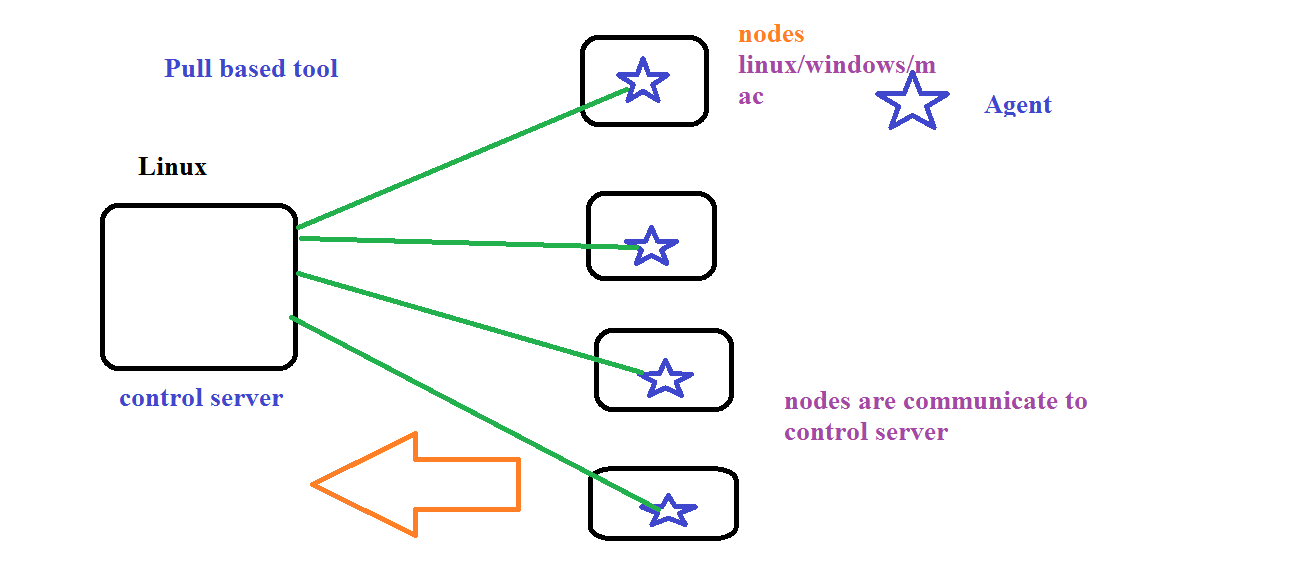 Pull based tool
nodes
linux/windows/m
ac
Agent
Linux
control server
nodes are communicate to
control server